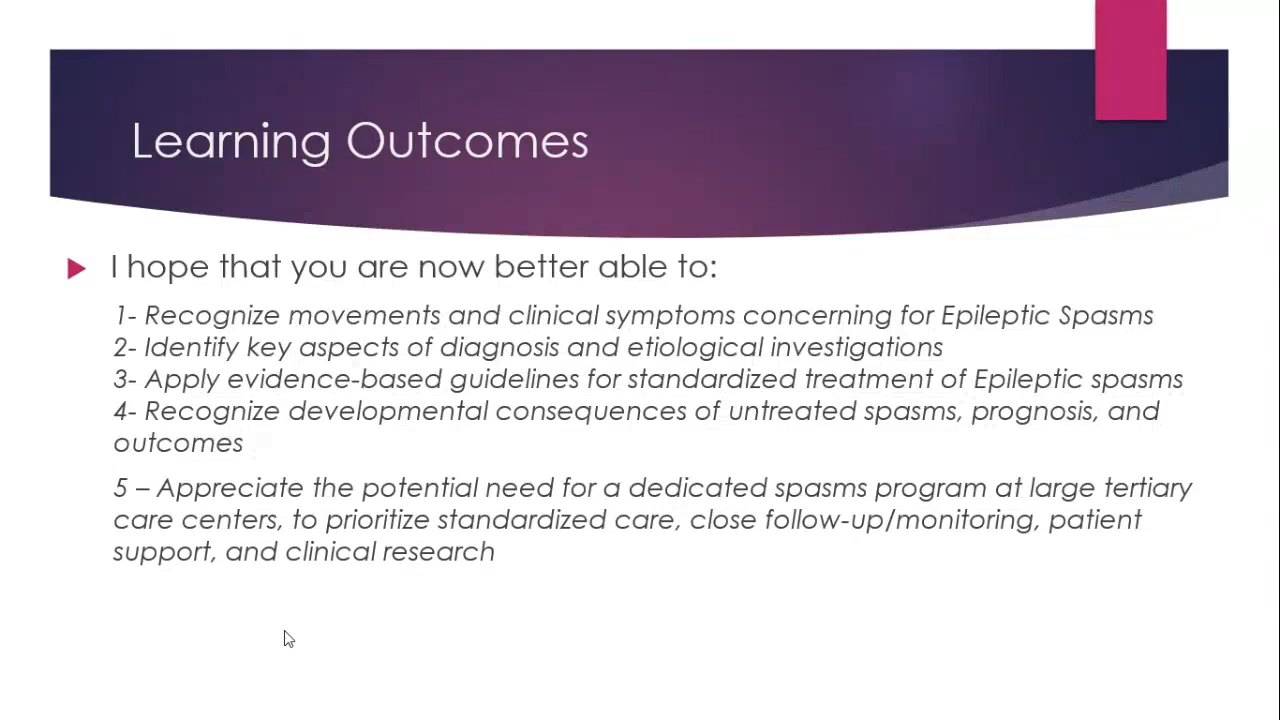 Learning Outcomes
I hope that you are now better able to:
1- Recognize movements and clinical symptoms concerning for Epileptic Spasms
2- Identify key aspects of diagnosis and etiological investigations
3- Apply evidence-based guidelines for standardized treatment of Epileptic spasms
4- Recognize developmental consequences of untreated spasms, prognosis, and
outcomes
5 – Appreciate the potential need for a dedicated spasms program at large tertiary
care centers, to prioritize standardized care, close follow-up/monitoring, patient
support, and clinical research